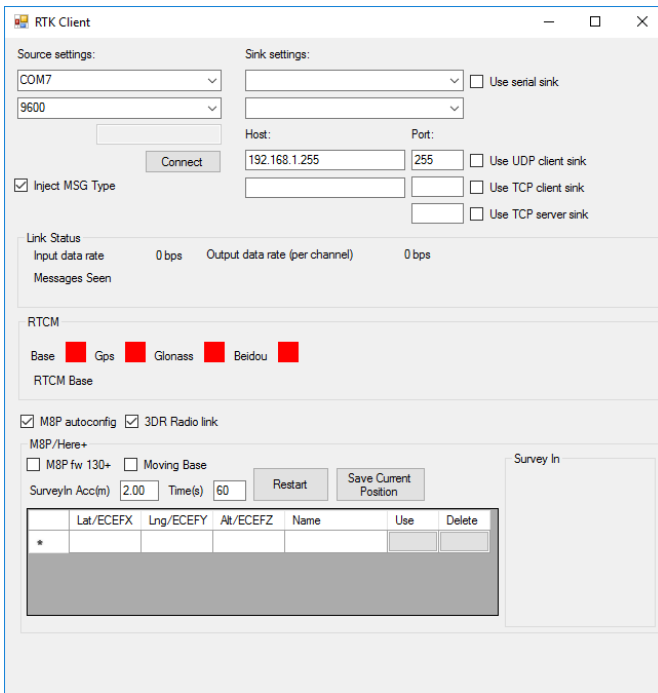 RTK Client
Source settings: Sink settings:
COM7 Use serial sink
9600
Host: Port:
Connect 192.168.1.255 255 Use UDP client sink
Inject MSG Type Use TCP client sink
Use TCP server sink
Link Status
Input data rate 0 bps Output data rate (per channel) 0 bps
Messages Seen
RTCM
Base Gps Glonass Beidou
RTCM Base
M8P autoconfig 3DR Radio link
M8P/Here+
M8P fw 130+ Moving Base Survey In
SurveyIn Acc(m) 2.00 Time(s) 60 Restart Save Current Position
Lat/ECEFX Lng/ECEFY Alt/ECEFZ Name Use Delete
*